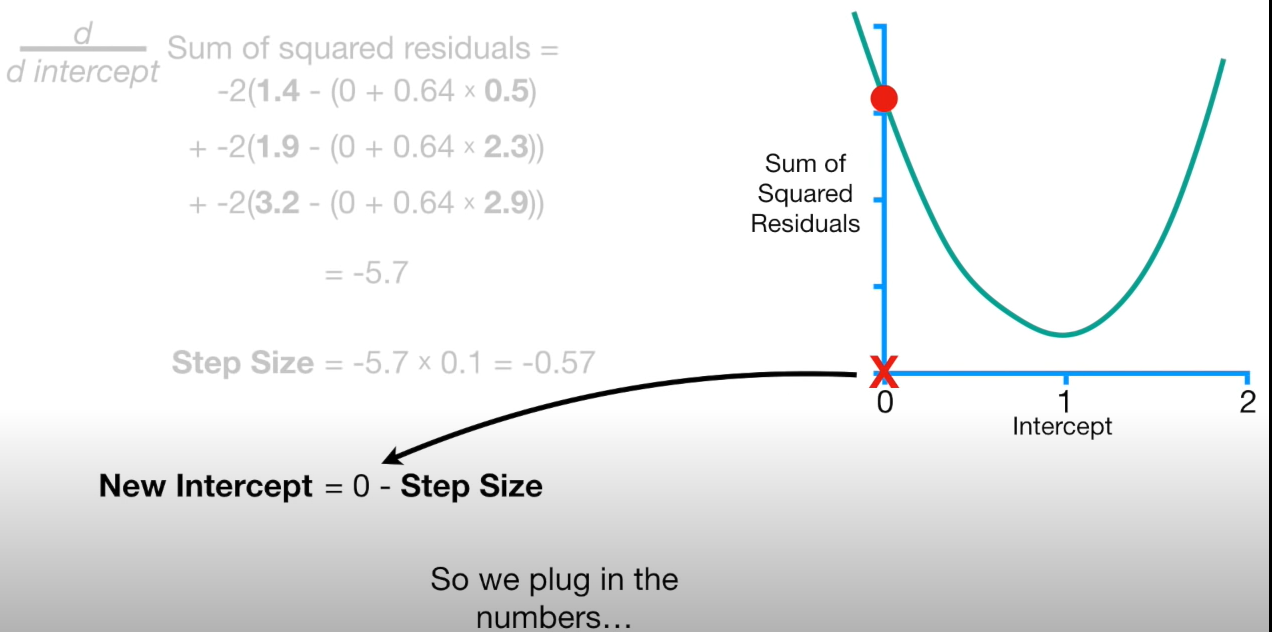 d
d intercept
Sum of squared residuals =
-2(1.4 - (0 + 0.64 × 0.5)
+ -2(1.9 - (0 + 0.64 × 2.3))
+ -2(3.2 - (0 + 0.64 × 2.9))
= -5.7
Step Size = -5.7 × 0.1 = -0.57
New Intercept = 0 - Step Size
So we plug in the
numbers...
Sum of
Squared
Residuals
X
0 1 2
Intercept